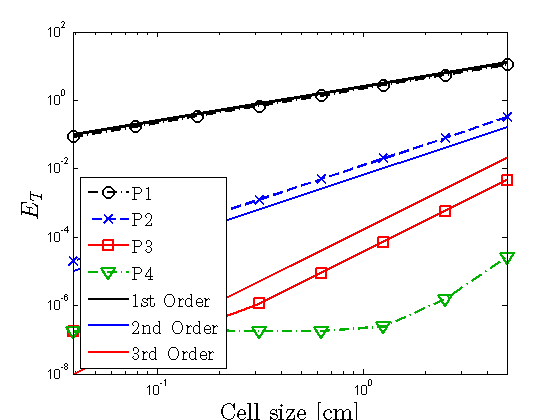 10^2
10^0
10^-2
10^-4
10^-6
10^-8
E_T
P1
P2
P3
P4
1st Order
2nd Order
3rd Order
10^-1
10^0
Cell size [cm]